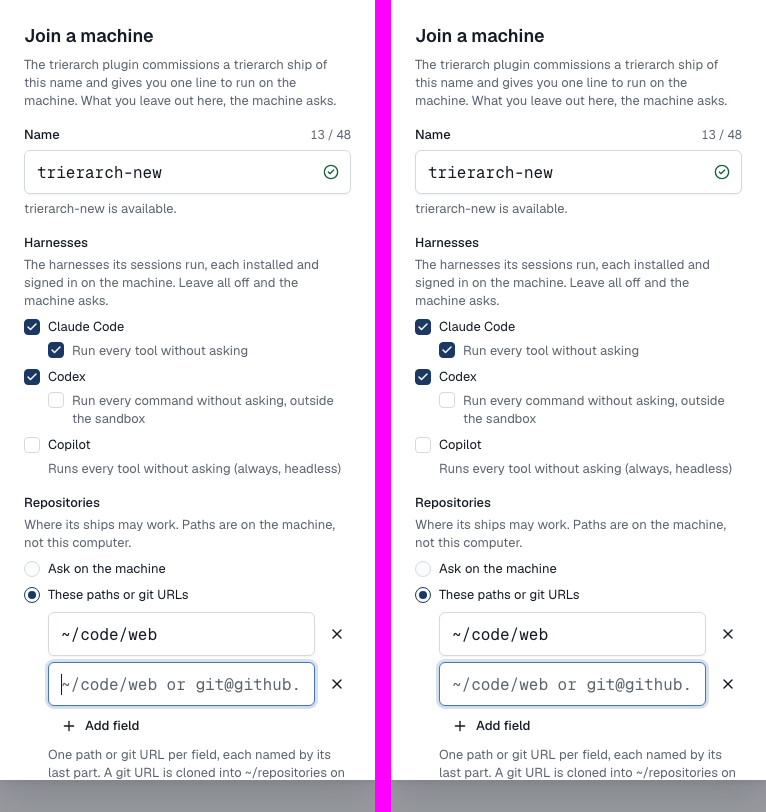 Join a machine
The trierarch plugin commissions a trierarch ship of
this name and gives you one line to run on the
machine. What you leave out here, the machine asks.
Name 13 / 48
trierarch-new
trierarch-new is available.
Harnesses
The harnesses its sessions run, each installed and
signed in on the machine. Leave all off and the
machine asks.
Claude Code
Run every tool without asking
Codex
Run every command without asking, outside
the sandbox
Copilot
Runs every tool without asking (always, headless)
Repositories
Where its ships may work. Paths are on the machine,
not this computer.
Ask on the machine
These paths or git URLs
~/code/web
~/code/web or git@github.
Add field
One path or git URL per field, each named by its
last part. A git URL is cloned into ~/repositories on
Join a machine
The trierarch plugin commissions a trierarch ship of
this name and gives you one line to run on the
machine. What you leave out here, the machine asks.
Name 13 / 48
trierarch-new
trierarch-new is available.
Harnesses
The harnesses its sessions run, each installed and
signed in on the machine. Leave all off and the
machine asks.
Claude Code
Run every tool without asking
Codex
Run every command without asking, outside
the sandbox
Copilot
Runs every tool without asking (always, headless)
Repositories
Where its ships may work. Paths are on the machine,
not this computer.
Ask on the machine
These paths or git URLs
~/code/web
~/code/web or git@github.
Add field
One path or git URL per field, each named by its
last part. A git URL is cloned into ~/repositories on